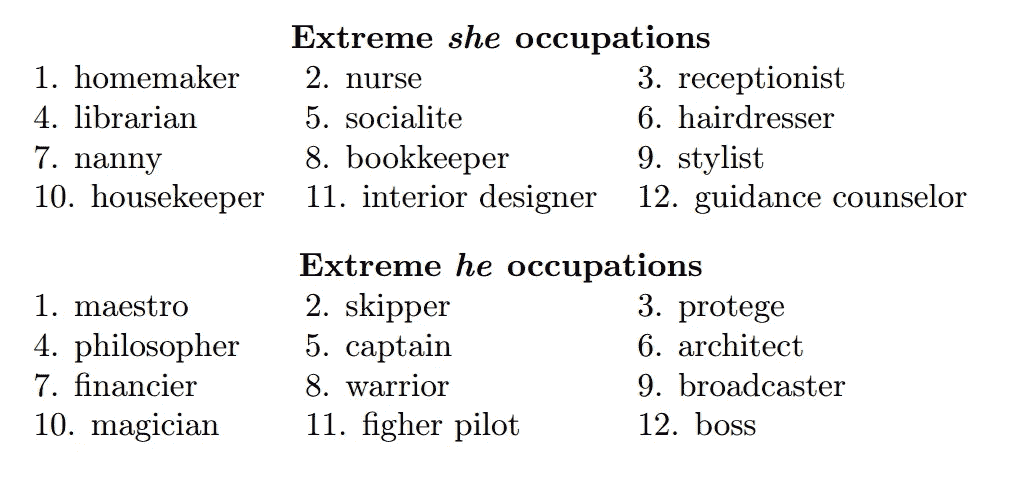 Extreme she occupations
1. homemaker 2. nurse 3. receptionist
4. librarian 5. socialite 6. hairdresser
7. nanny 8. bookkeeper 9. stylist
10. housekeeper 11. interior designer 12. guidance counselor
Extreme he occupations
1. maestro 2. skipper 3. protege
4. philosopher 5. captain 6. architect
7. financier 8. warrior 9. broadcaster
10. magician 11. figher pilot 12. boss